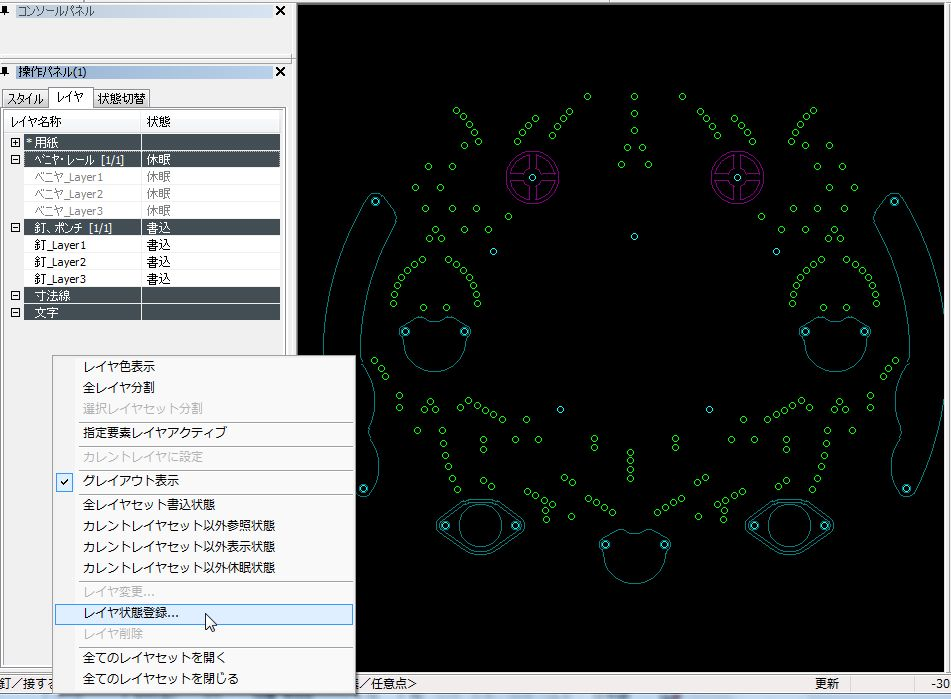 コンソールパネル
操作パネル(1)
スタイル レイヤ 状態切替
レイヤ名称 状態
* 用紙
ベニヤ・レール [1/1] 休眠
ベニヤ_Layer1 休眠
ベニヤ_Layer2 休眠
ベニヤ_Layer3 休眠
釘、ポンチ [1/1] 書込
釘_Layer1 書込
釘_Layer2 書込
釘_Layer3 書込
寸法線
文字
レイヤ色表示
全レイヤ分割
選択レイヤセット分割
指定要素レイヤアクティブ
カレントレイヤに設定
グレイアウト表示
全レイヤセット書込状態
カレントレイヤセット以外参照状態
カレントレイヤセット以外表示状態
カレントレイヤセット以外休眠状態
レイヤ変更...
レイヤ状態登録...
レイヤ削除
全てのレイヤセットを開く
全てのレイヤセットを閉じる
釘／接する ／任意点> 更新 -30